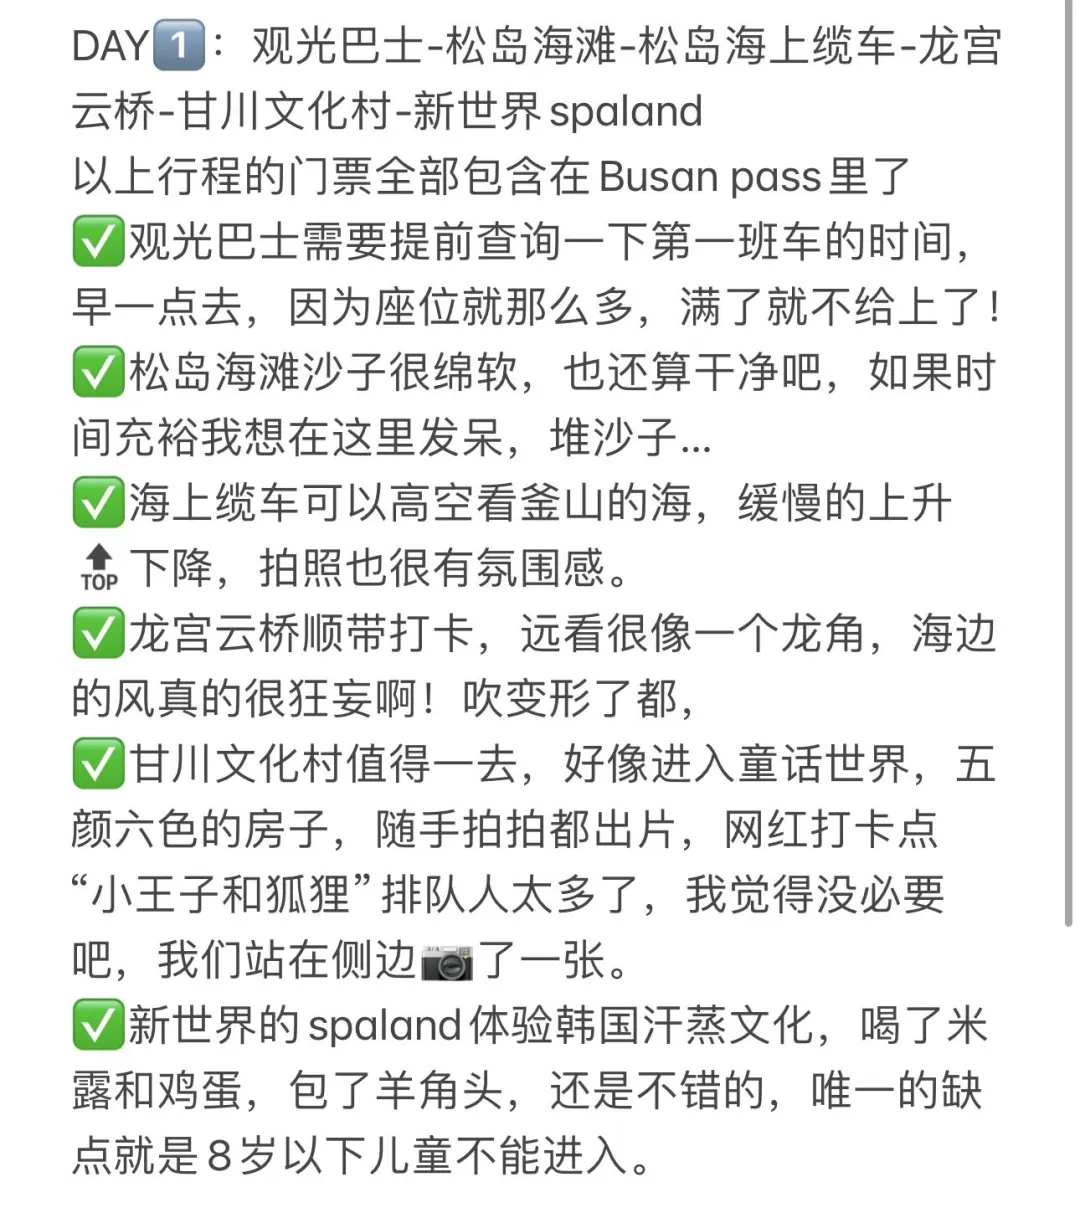 DAY1️⃣：观光巴士-松岛海滩-松岛海上缆车-龙宫
云桥-甘川文化村-新世界spaland
以上行程的门票全部包含在Busan pass里了
✅观光巴士需要提前查询一下第一班车的时间，
早一点去，因为座位就那么多，满了就不给上了！
✅松岛海滩沙子很绵软，也还算干净吧，如果时
间充裕我想在这里发呆，堆沙子...
✅海上缆车可以高空看釜山的海，缓慢的上升
🔝下降，拍照也很有氛围感。
✅龙宫云桥顺带打卡，远看很像一个龙角，海边
的风真的很狂妄啊！吹变形了都，
✅甘川文化村值得一去，好像进入童话世界，五
颜六色的房子，随手拍拍都出片，网红打卡点
“小王子和狐狸”排队人太多了，我觉得没必要
吧，我们站在侧边📷了一张。
✅新世界的spaland体验韩国汗蒸文化，喝了米
露和鸡蛋，包了羊角头，还是不错的，唯一的缺
点就是8岁以下儿童不能进入。